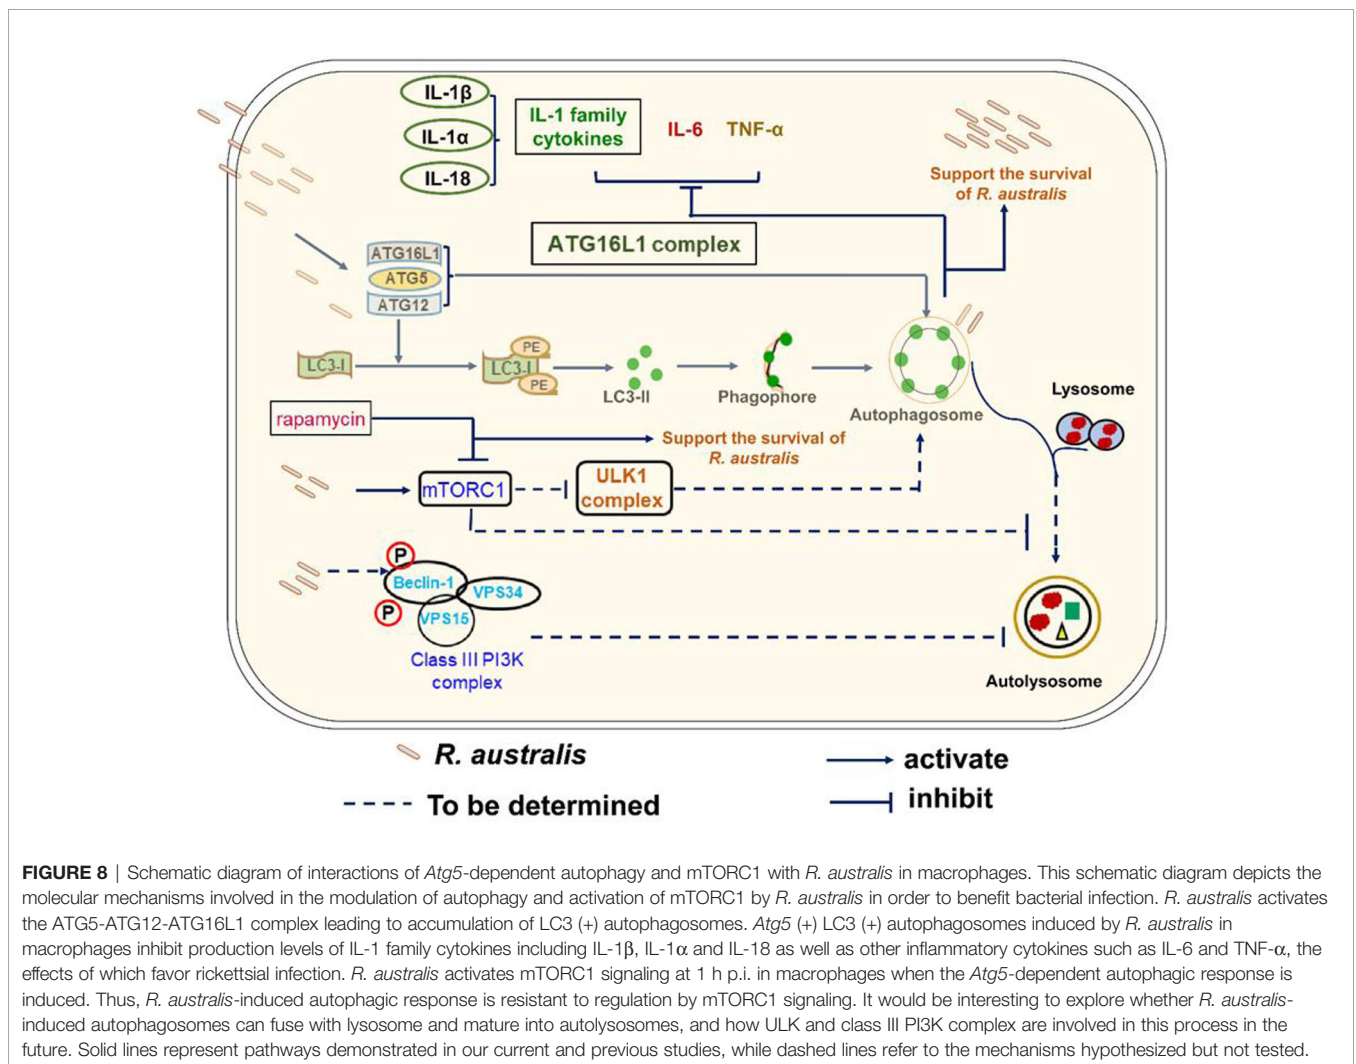 IL-1β
IL-1α
IL-18
IL-1 family
cytokines
IL-6
TNF-α
Support the survival
of R. australis
ATG16L1 complex
ATG16L1
ATG5
ATG12
LC3-I
PE
LC3-I
PE
LC3-II
Phagophore
Autophagosome
Lysosome
rapamycin
Support the survival of
R. australis
mTORC1
ULK1
complex
P
Beclin-1
VPS34
P
VPS15
Class III PI3K
complex
Autolysosome
R. australis
activate
To be determined
inhibit
FIGURE 8 | Schematic diagram of interactions of Atg5-dependent autophagy and mTORC1 with R. australis in macrophages. This schematic diagram depicts the
molecular mechanisms involved in the modulation of autophagy and activation of mTORC1 by R. australis in order to benefit bacterial infection. R. australis activates
the ATG5-ATG12-ATG16L1 complex leading to accumulation of LC3 (+) autophagosomes. Atg5 (+) LC3 (+) autophagosomes induced by R. australis in
macrophages inhibit production levels of IL-1 family cytokines including IL-1β, IL-1α and IL-18 as well as other inflammatory cytokines such as IL-6 and TNF-α, the
effects of which favor rickettsial infection. R. australis activates mTORC1 signaling at 1 h p.i. in macrophages when the Atg5-dependent autophagic response is
induced. Thus, R. australis-induced autophagic response is resistant to regulation by mTORC1 signaling. It would be interesting to explore whether R. australis-
induced autophagosomes can fuse with lysosome and mature into autolysosomes, and how ULK and class III PI3K complex are involved in this process in the
future. Solid lines represent pathways demonstrated in our current and previous studies, while dashed lines refer to the mechanisms hypothesized but not tested.